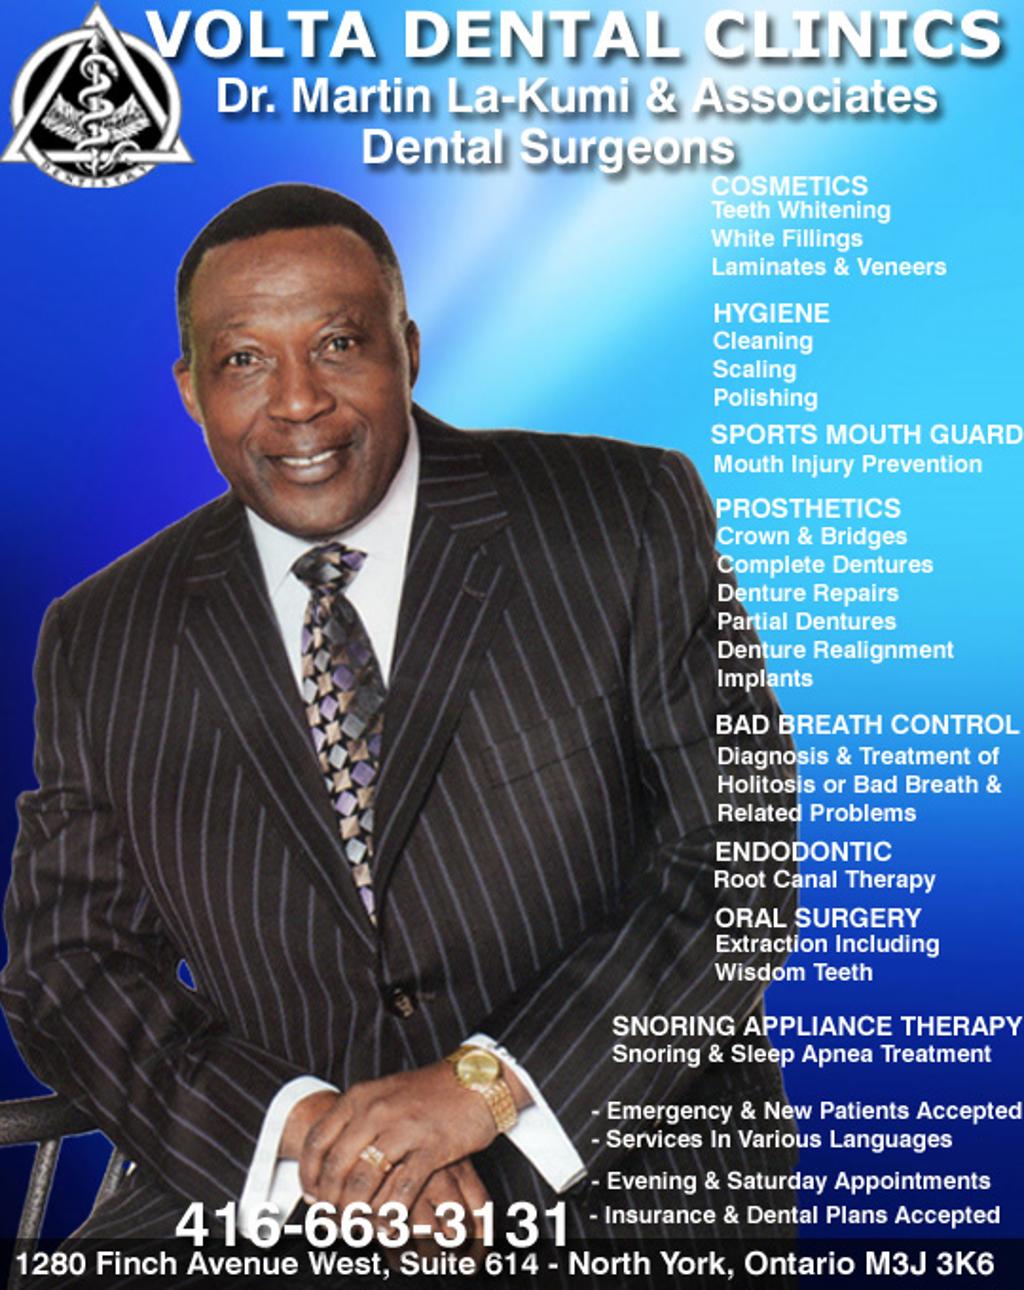 VOLTA DENTAL CLINICS
Dr. Martin La-Kumi & Associates
Dental Surgeons
DENTISTRY
COSMETICS
Teeth Whitening
White Fillings
Laminates & Veneers
HYGIENE
Cleaning
Scaling
Polishing
SPORTS MOUTH GUARD
Mouth Injury Prevention
PROSTHETICS
Crown & Bridges
Complete Dentures
Denture Repairs
Partial Dentures
Denture Realignment
Implants
BAD BREATH CONTROL
Diagnosis & Treatment of
Holitosis or Bad Breath &
Related Problems
ENDODONTIC
Root Canal Therapy
ORAL SURGERY
Extraction Including
Wisdom Teeth
SNORING APPLIANCE THERAPY
Snoring & Sleep Apnea Treatment
- Emergency & New Patients Accepted
- Services In Various Languages
- Evening & Saturday Appointments
- Insurance & Dental Plans Accepted
416-663-3131
1280 Finch Avenue West, Suite 614 - North York, Ontario M3J 3K6